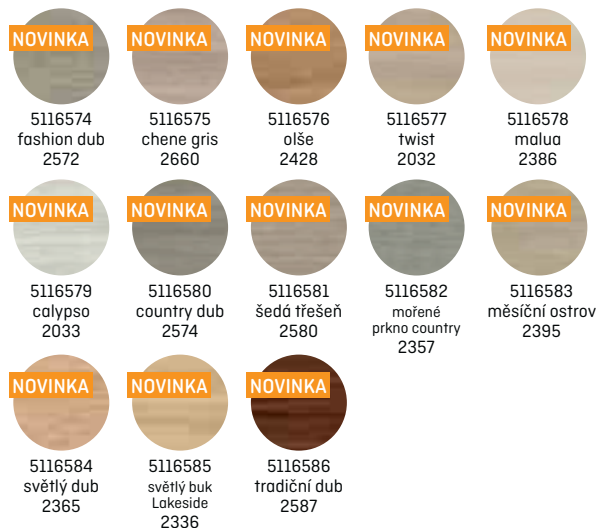 NOVINKA
5116574
fashion dub
2572
NOVINKA
5116575
chene gris
2660
NOVINKA
5116576
olše
2428
NOVINKA
5116577
twist
2032
NOVINKA
5116578
malua
2386
NOVINKA
5116579
calypso
2033
NOVINKA
5116580
country dub
2574
NOVINKA
5116581
šedá třešeň
2580
NOVINKA
5116582
mořené
prkno country
2357
NOVINKA
5116583
měsíční ostrov
2395
NOVINKA
5116584
světlý dub
2365
NOVINKA
5116585
světlý buk
Lakeside
2336
NOVINKA
5116586
tradiční dub
2587